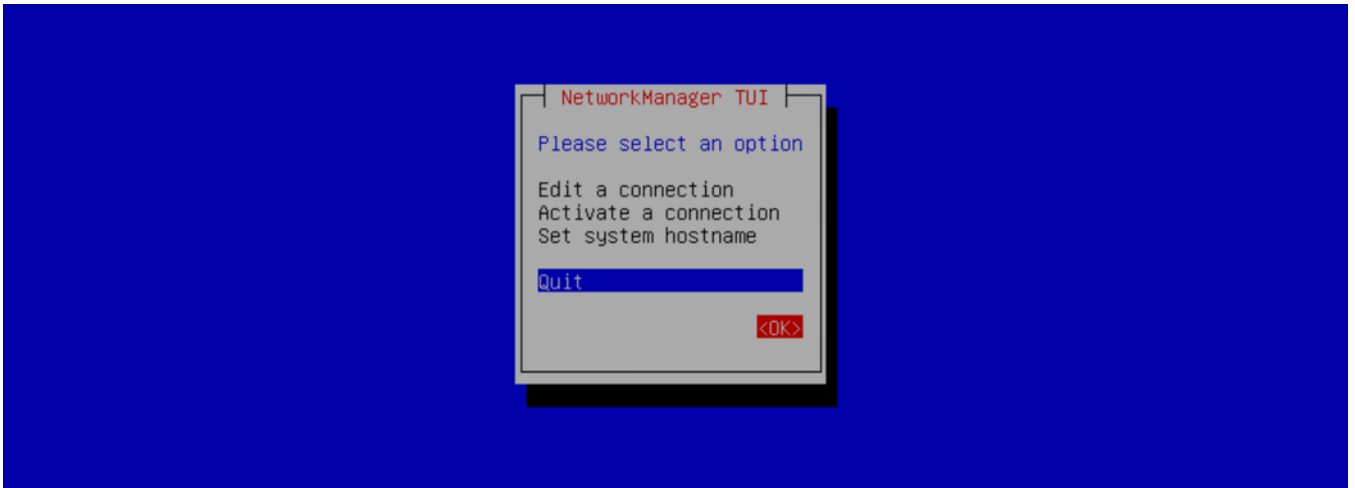 NetworkManager TUI
Please select an option
Edit a connection
Activate a connection
Set system hostname
Quit
<OK>